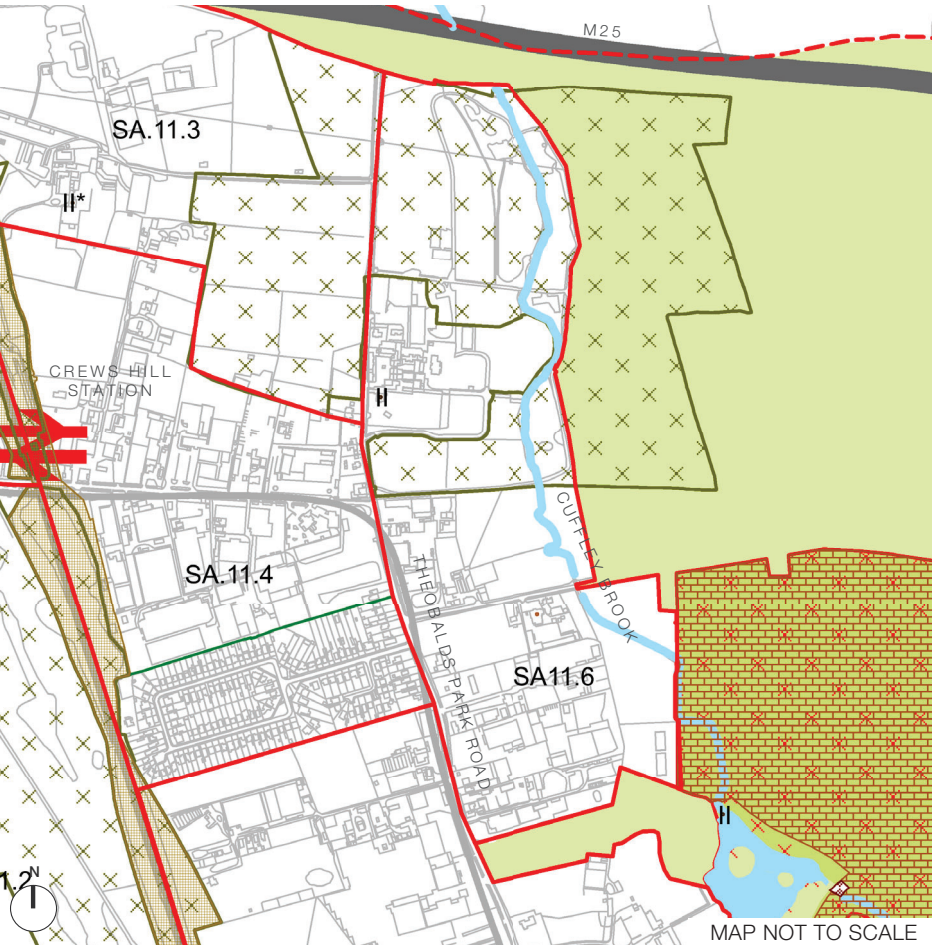 M25
SA.11.3
II*
CREWS HILL
STATION
II
CUFFLEY BROOK
THEOBALDS PARK ROAD
SA.11.4
SA11.6
II
1.2
N
MAP NOT TO SCALE